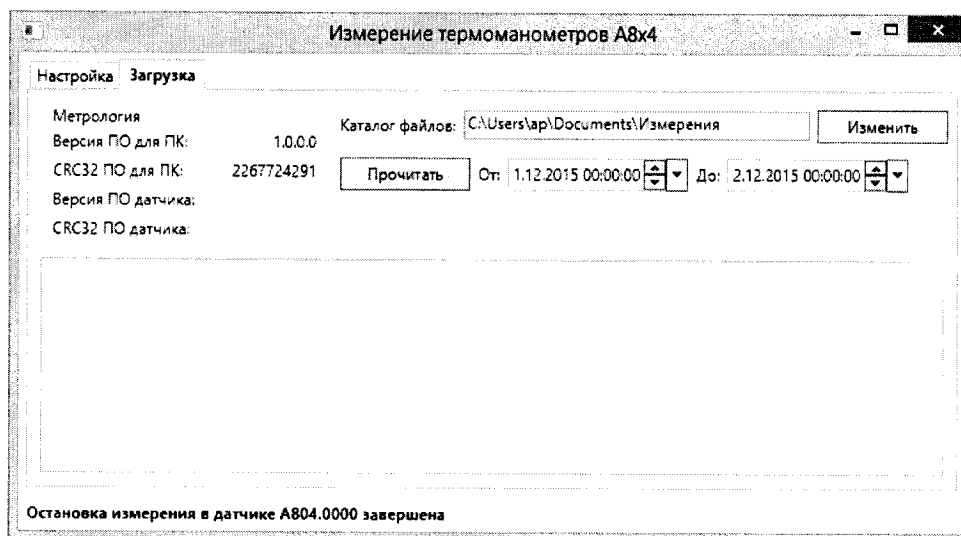 Измерение термоманометров А8х4
Настройка Загрузка
Метрология
Версия ПО для ПК: 1.0.0.0
CRC32 ПО для ПК: 2267724291
Версия ПО датчика:
CRC32 ПО датчика:
Каталог файлов: C:\Users\ap\Documents\Измерения Изменить
Прочитать От: 1.12.2015 00:00:00 До: 2.12.2015 00:00:00
Остановка измерения в датчике А804.0000 завершена